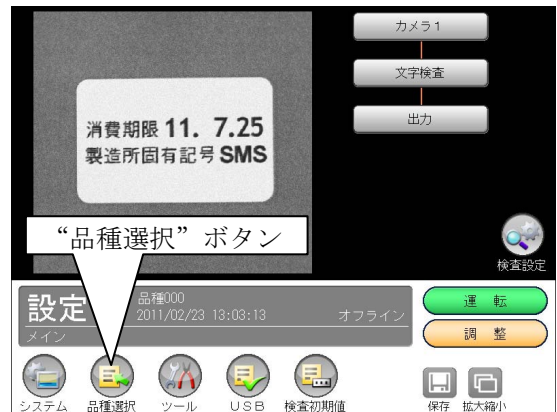 カメラ1
文字検査
出力
消費期限 11. 7.25
製造所固有記号 SMS
“品種選択”ボタン
検査設定
設定
メイン
品種000
2011/02/23 13:03:13
オフライン
運 転
調 整
システム
品種選択
ツール
USB
検査初期値
保存
拡大縮小